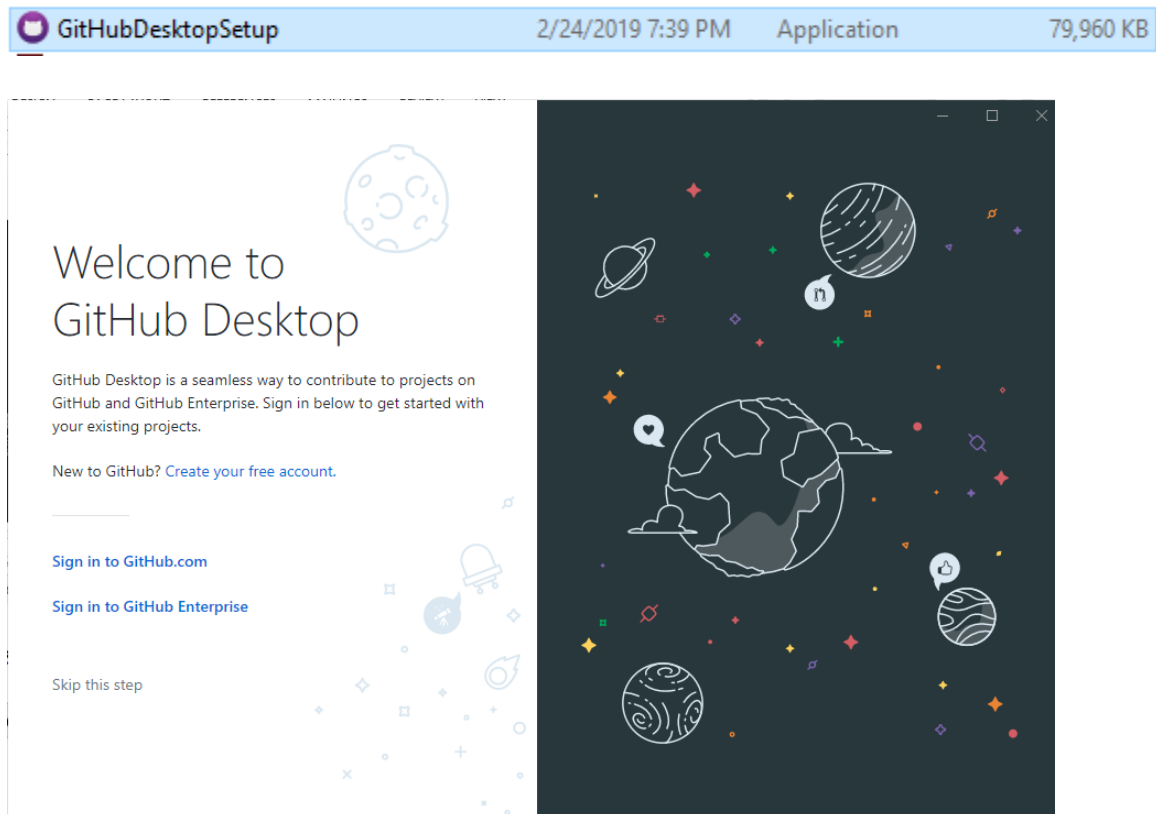 GitHubDesktopSetup 2/24/2019 7:39 PM Application 79,960 KB
Welcome to
GitHub Desktop
GitHub Desktop is a seamless way to contribute to projects on
GitHub and GitHub Enterprise. Sign in below to get started with
your existing projects.
New to GitHub? Create your free account.
Sign in to GitHub.com
Sign in to GitHub Enterprise
Skip this step